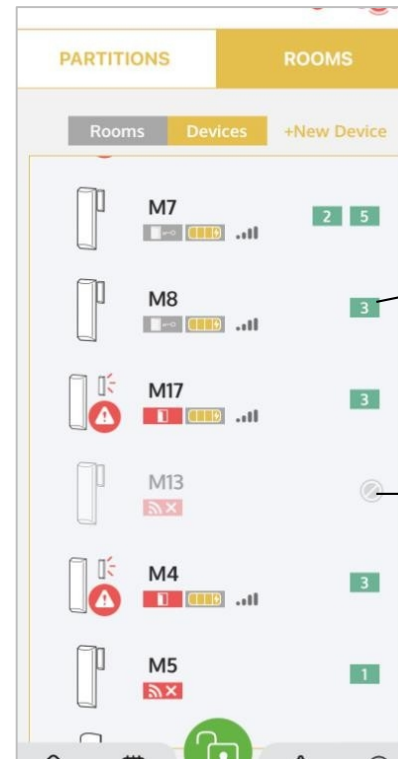 PARTITIONS ROOMS
Rooms Devices +New Device
M7 2 5
M8 3
M17 3
M13
M4 3
M5 1